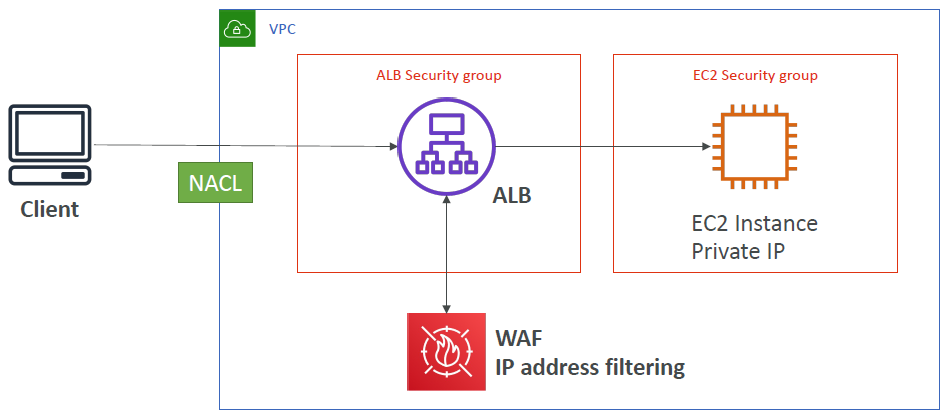 VPC
ALB Security group
EC2 Security group
NACL
Client
ALB
EC2 Instance
Private IP
WAF
IP address filtering